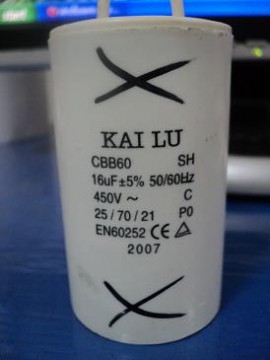 KAI LU
CBB60 SH
16uF±5% 50/60Hz
450V ~ C
25/70/21 P0
EN60252 CE
2007